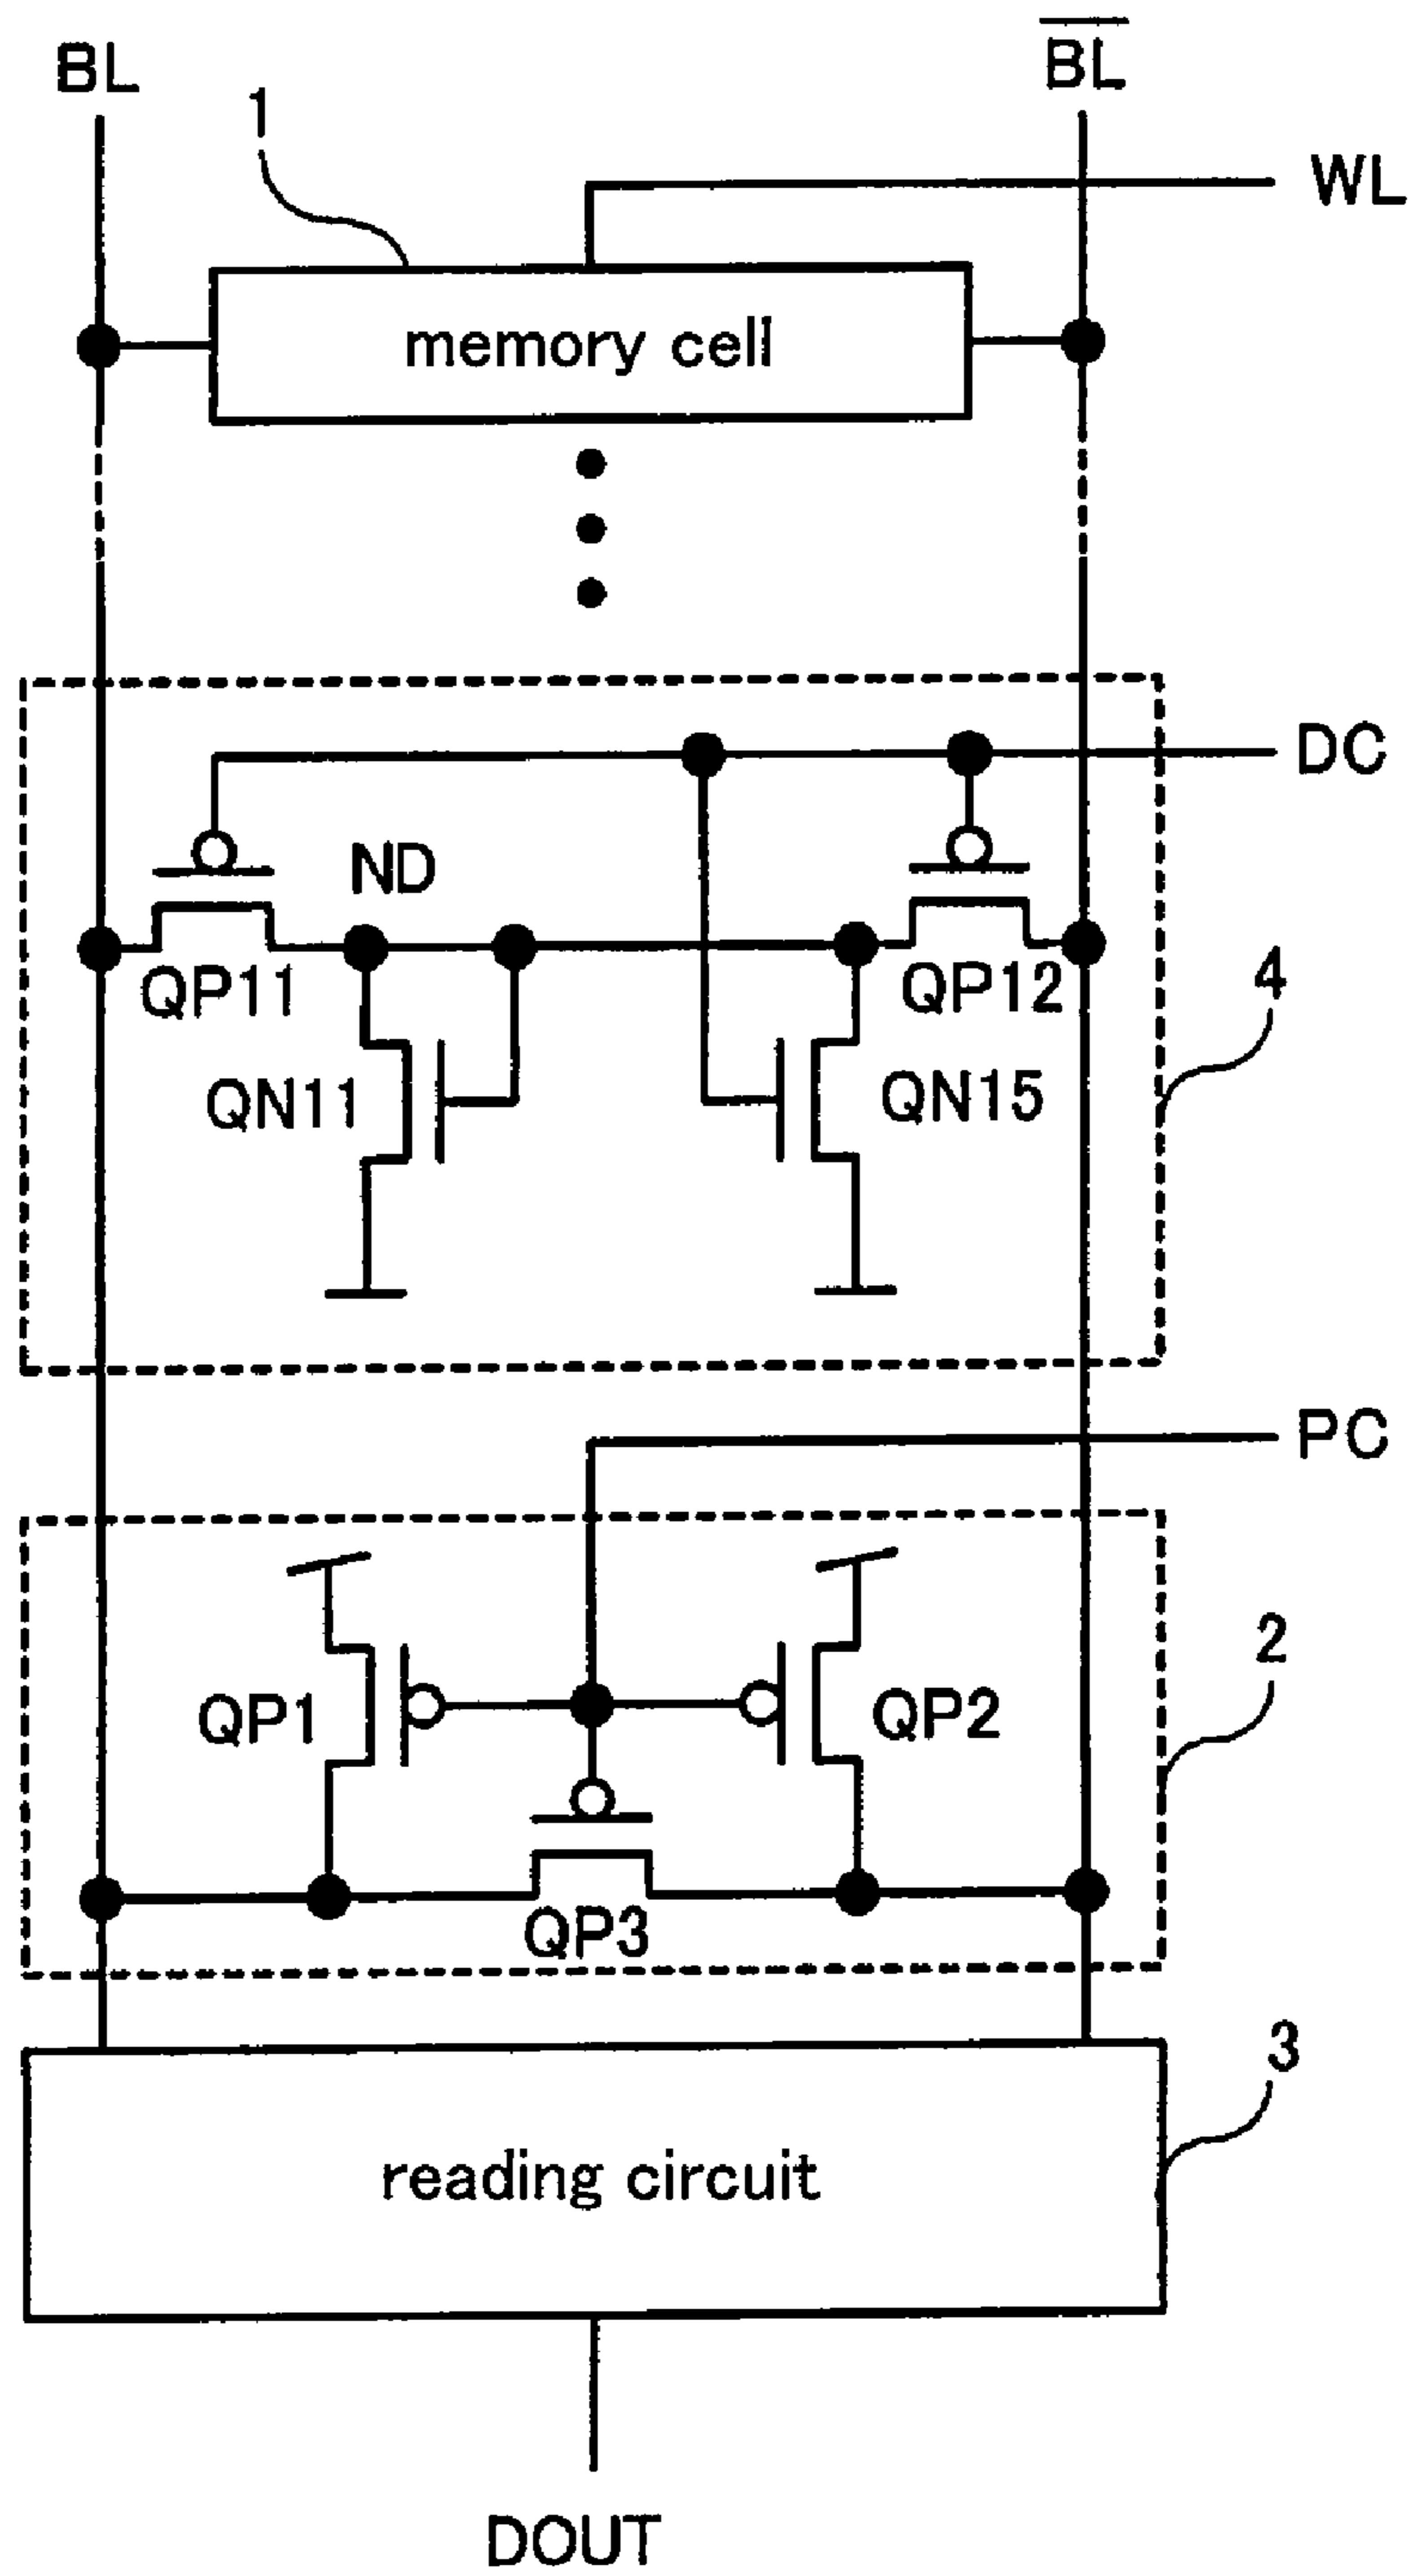 BL
B̅L̅
1
WL
memory cell
DC
ND
QP11
QP12
4
QN11
QN15
PC
2
QP1
QP2
QP3
3
reading circuit
DOUT